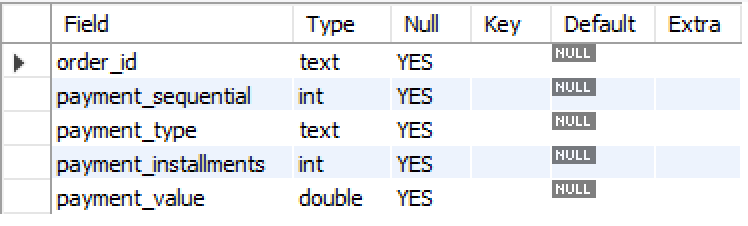 Field Type Null Key Default Extra
order_id text YES NULL
payment_sequential int YES NULL
payment_type text YES NULL
payment_installments int YES NULL
payment_value double YES NULL